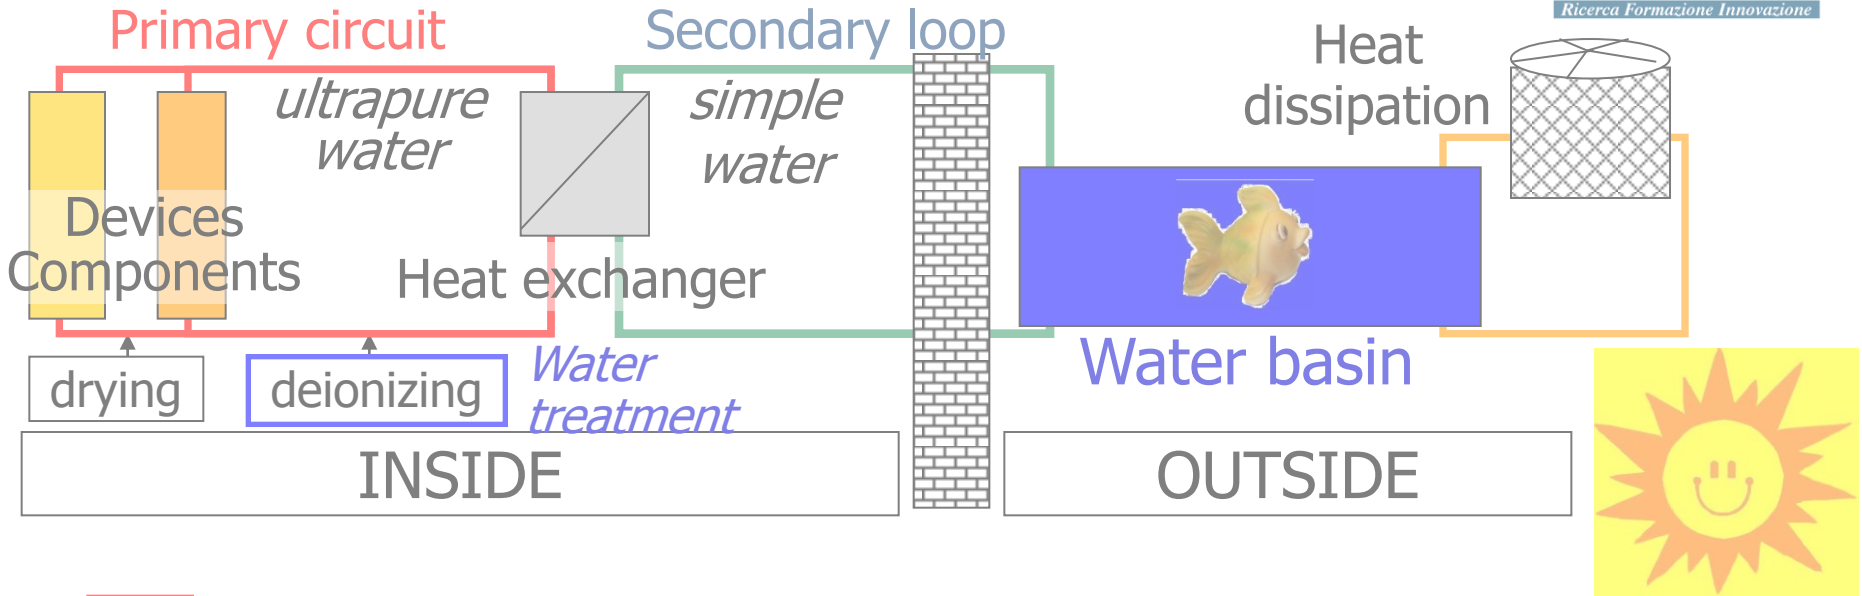 Ricerca Formazione Innovazione
Primary circuit
Secondary loop
Heat
dissipation
ultrapure
water
simple
water
Devices
Components
Heat exchanger
Water basin
drying
deionizing
Water
treatment
INSIDE
OUTSIDE